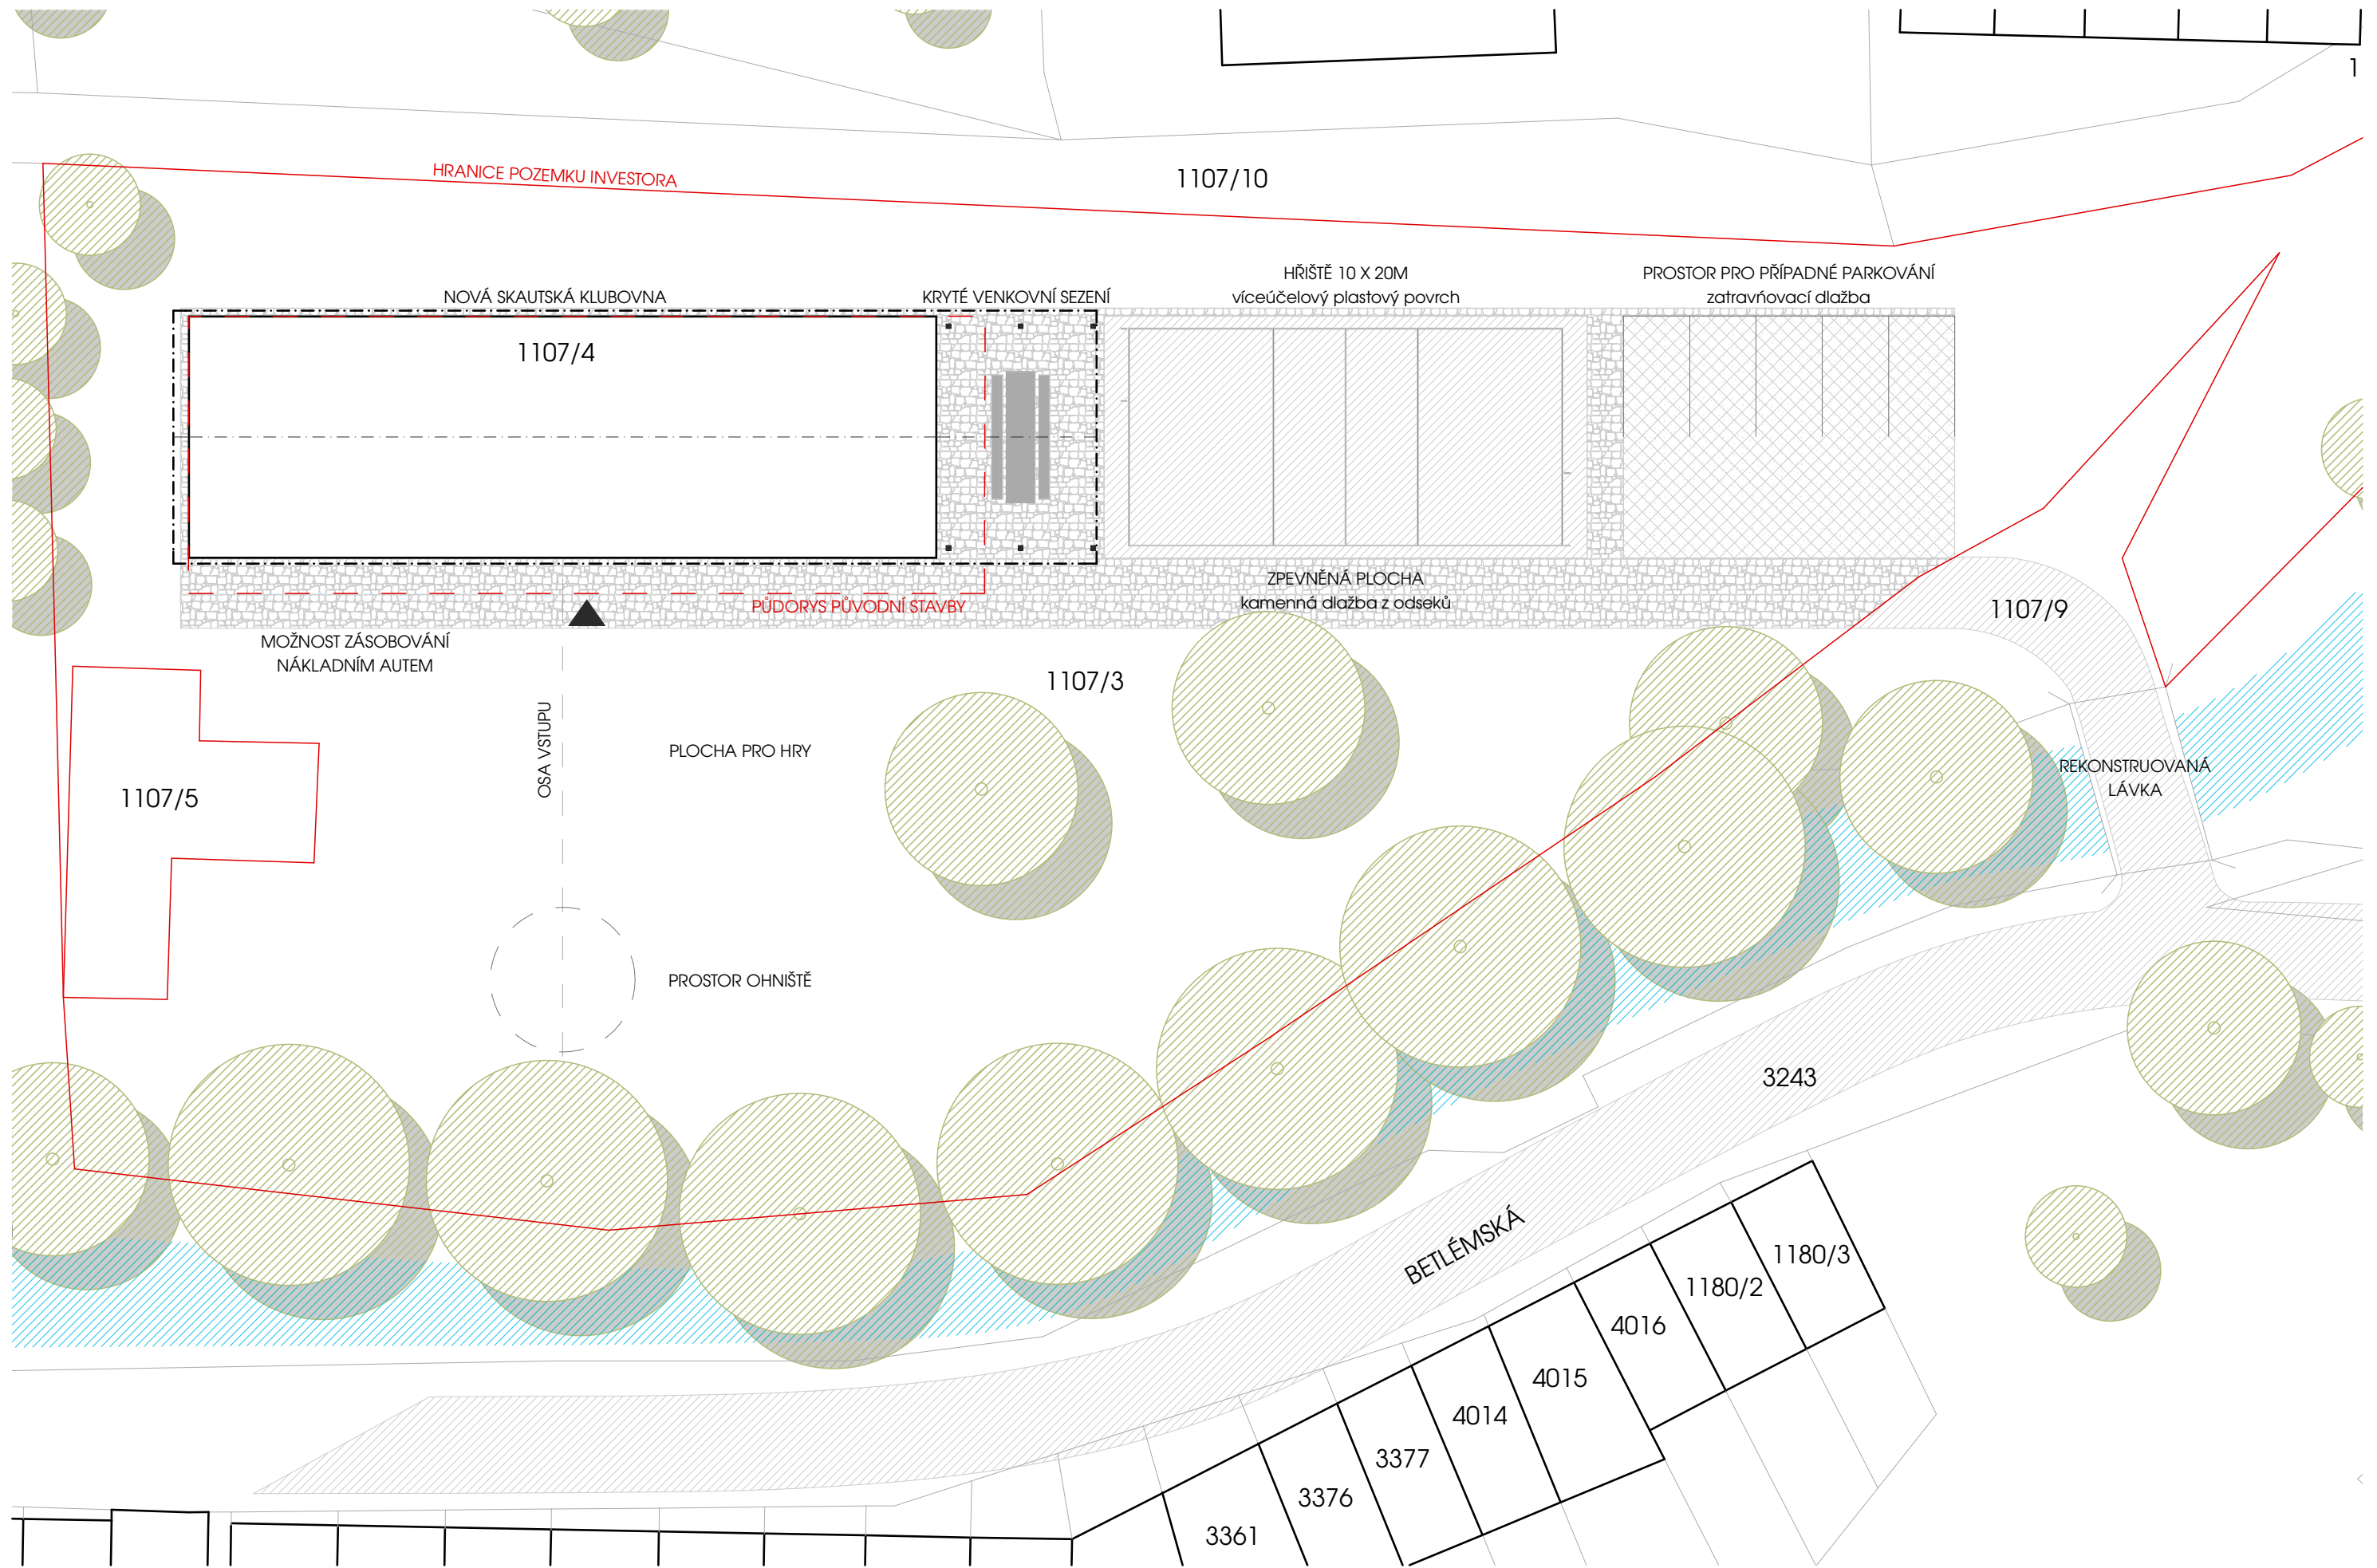 1
HRANICE POZEMKU INVESTORA
1107/10
NOVÁ SKAUTSKÁ KLUBOVNA
KRYTÉ VENKOVNÍ SEZENÍ
HŘIŠTĚ 10 X 20M
víceúčelový plastový povrch
PROSTOR PRO PŘÍPADNÉ PARKOVÁNÍ
zatravňovací dlažba
1107/4
ZPEVNĚNÁ PLOCHA
kamenná dlažba z odseků
PŮDORYS PŮVODNÍ STAVBY
1107/9
MOŽNOST ZÁSOBOVÁNÍ
NÁKLADNÍM AUTEM
1107/3
OSA VSTUPU
PLOCHA PRO HRY
REKONSTRUOVANÁ
LÁVKA
1107/5
PROSTOR OHNIŠTĚ
3243
BETLÉMSKÁ
1180/3
1180/2
4016
4015
4014
3377
3376
3361